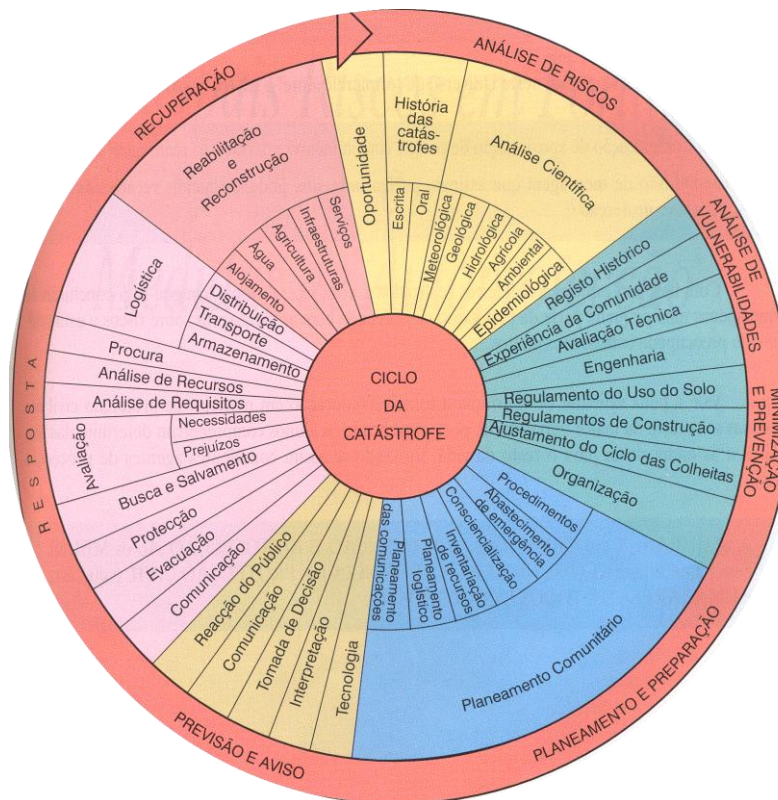 CICLO
DA
CATÁSTROFE
ANÁLISE DE RISCOS
Oportunidade
História
das
catás-
trofes
Escrita
Oral
Análise Científica
Meteorológica
Geológica
Hidrológica
Agrícola
Ambiental
Epidemiológica
ANÁLISE DE
VULNERABILIDADES
Registo Histórico
Experiência da Comunidade
Avaliação Técnica
Engenharia
MINIMIZAÇÃO
E PREVENÇÃO
Regulamento do Uso do Solo
Regulamentos de Construção
Ajustamento do Ciclo das Colheitas
Organização
PLANEAMENTO E PREPARAÇÃO
Planeamento Comunitário
Procedimentos
Abastecimento
de emergência
Consciencialização
Inventariação
de recursos
Planeamento
logístico
Planeamento
das comunicações
PREVISÃO E AVISO
Tecnologia
Interpretação
Tomada de Decisão
Comunicação
Reacção do Público
RESPOSTA
Comunicação
Evacuação
Protecção
Busca e Salvamento
Avaliação
Prejuízos
Necessidades
Análise de Requisitos
Análise de Recursos
Procura
Logística
Armazenamento
Transporte
Distribuição
RECUPERAÇÃO
Reabilitação
e
Reconstrução
Alojamento
Água
Agricultura
Infraestruturas
Serviços